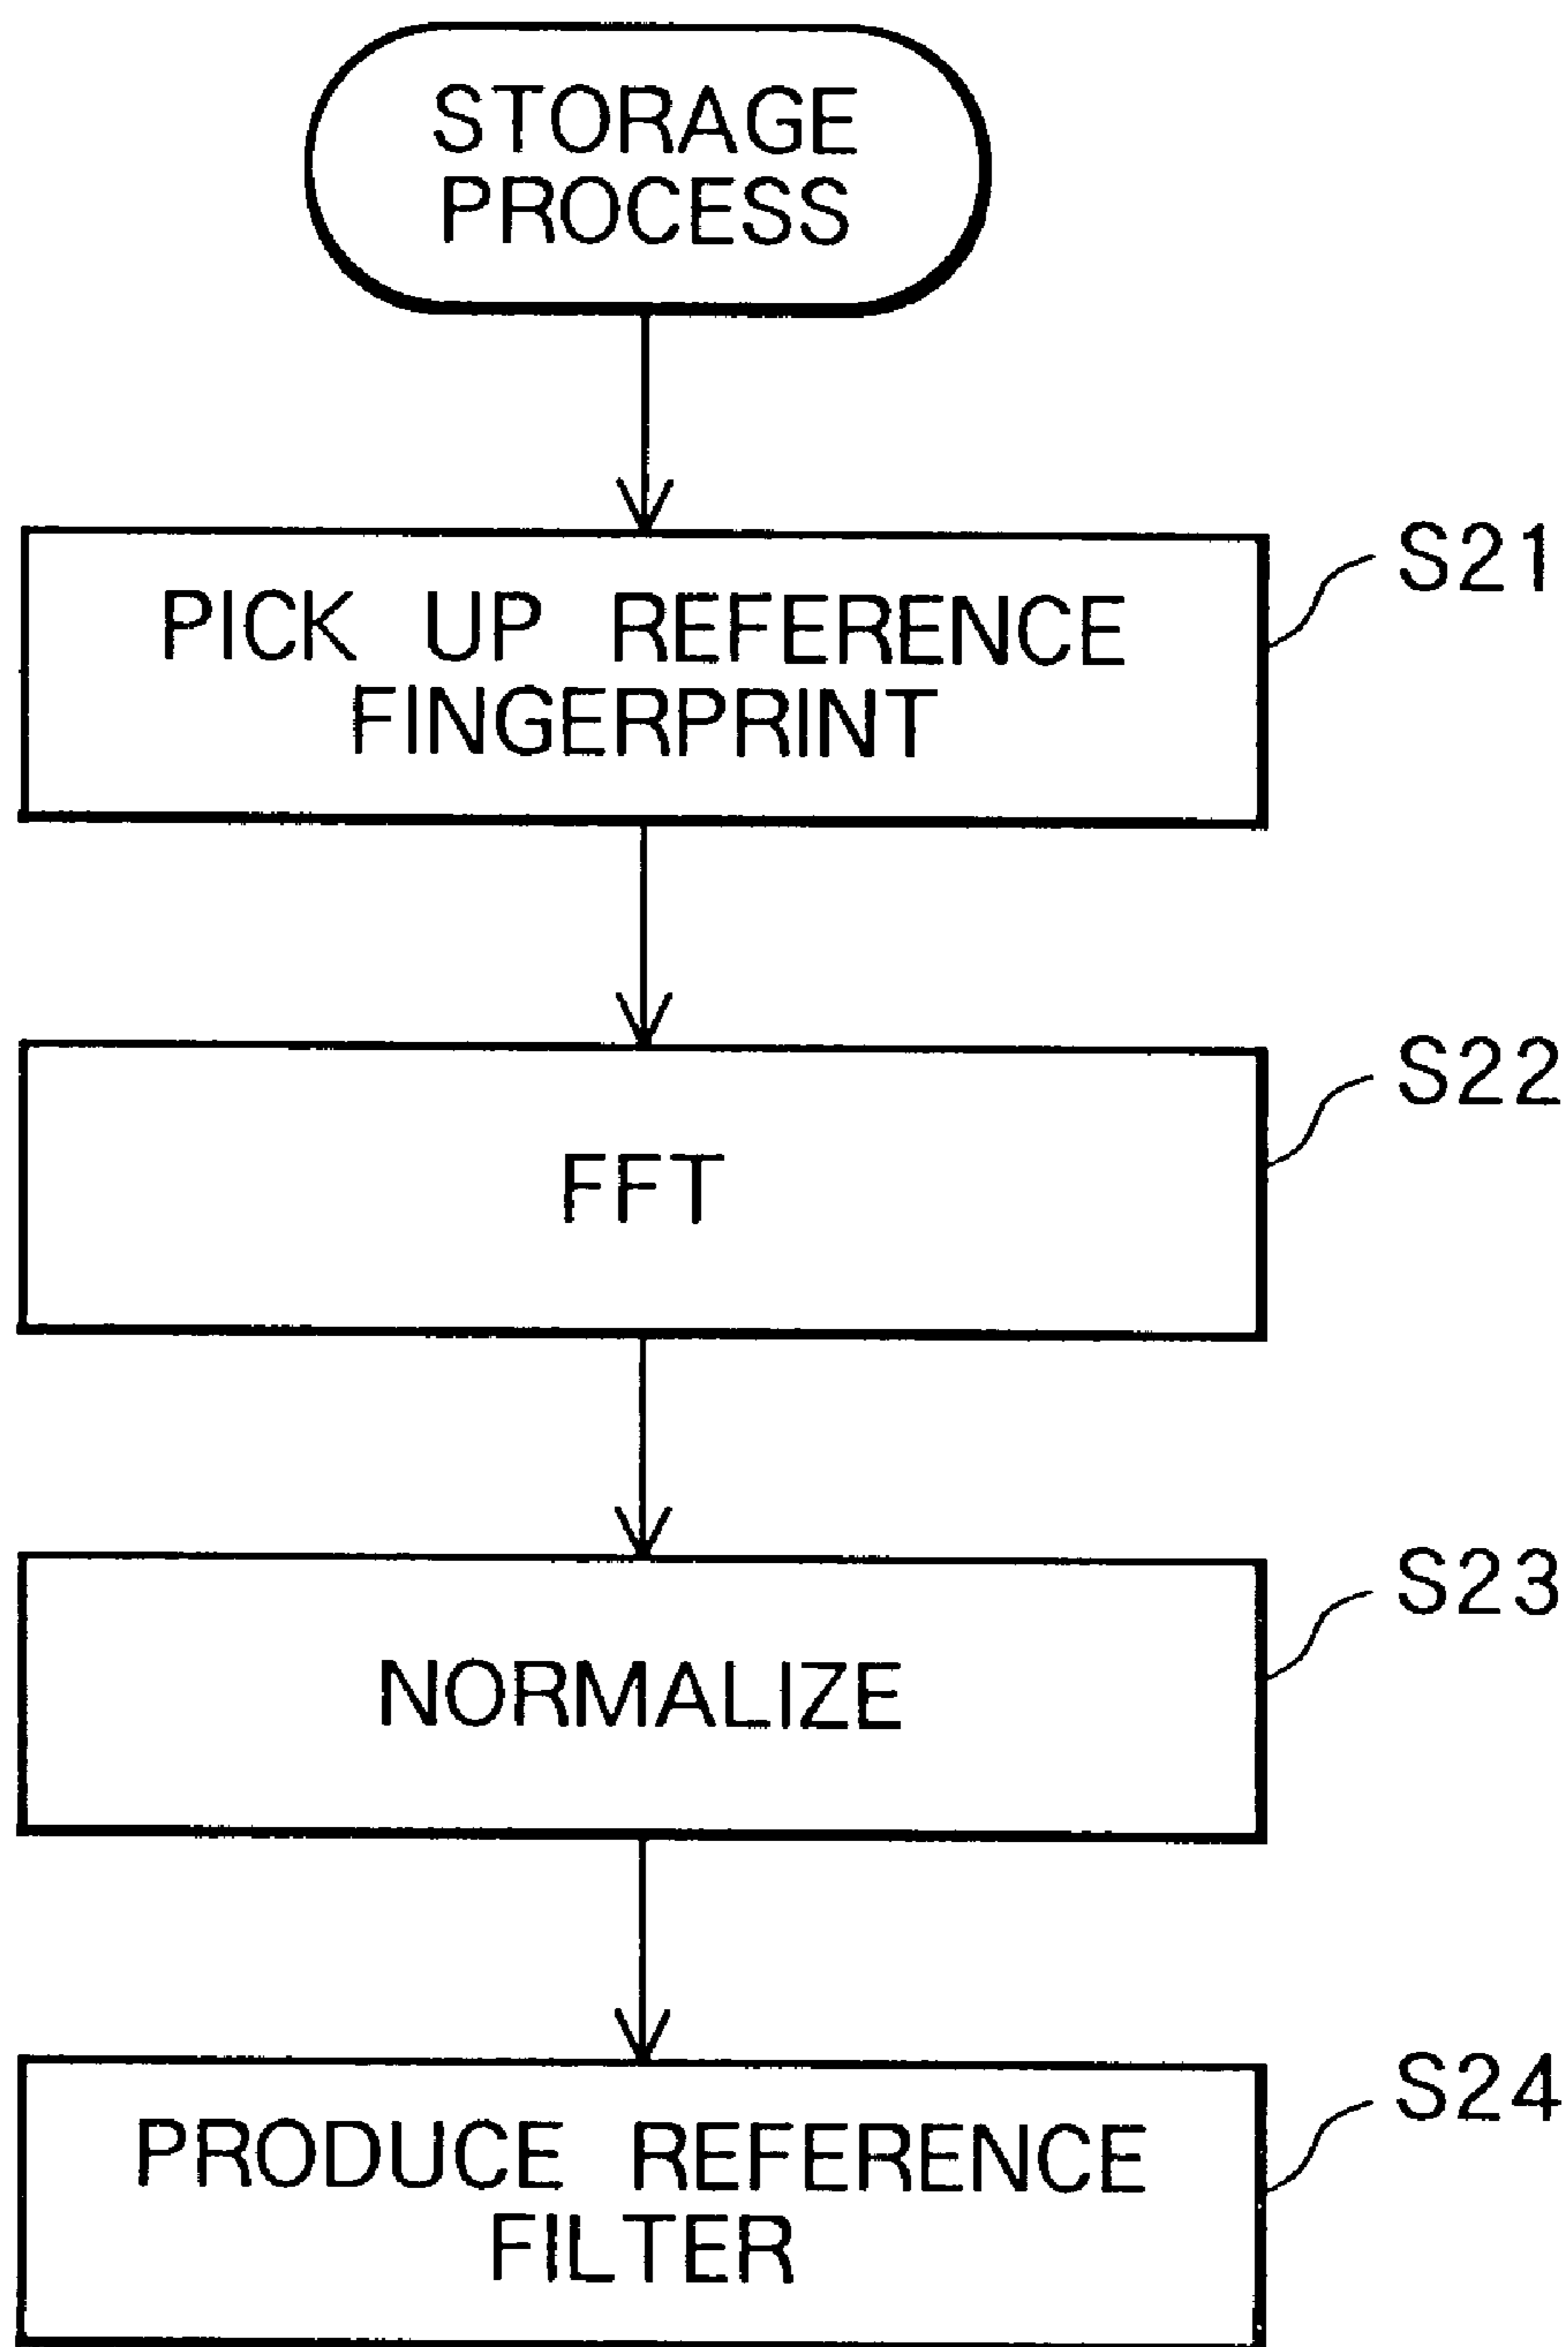 STORAGE
PROCESS
PICK UP REFERENCE
FINGERPRINT
S21
FFT
S22
NORMALIZE
S23
PRODUCE REFERENCE
FILTER
S24